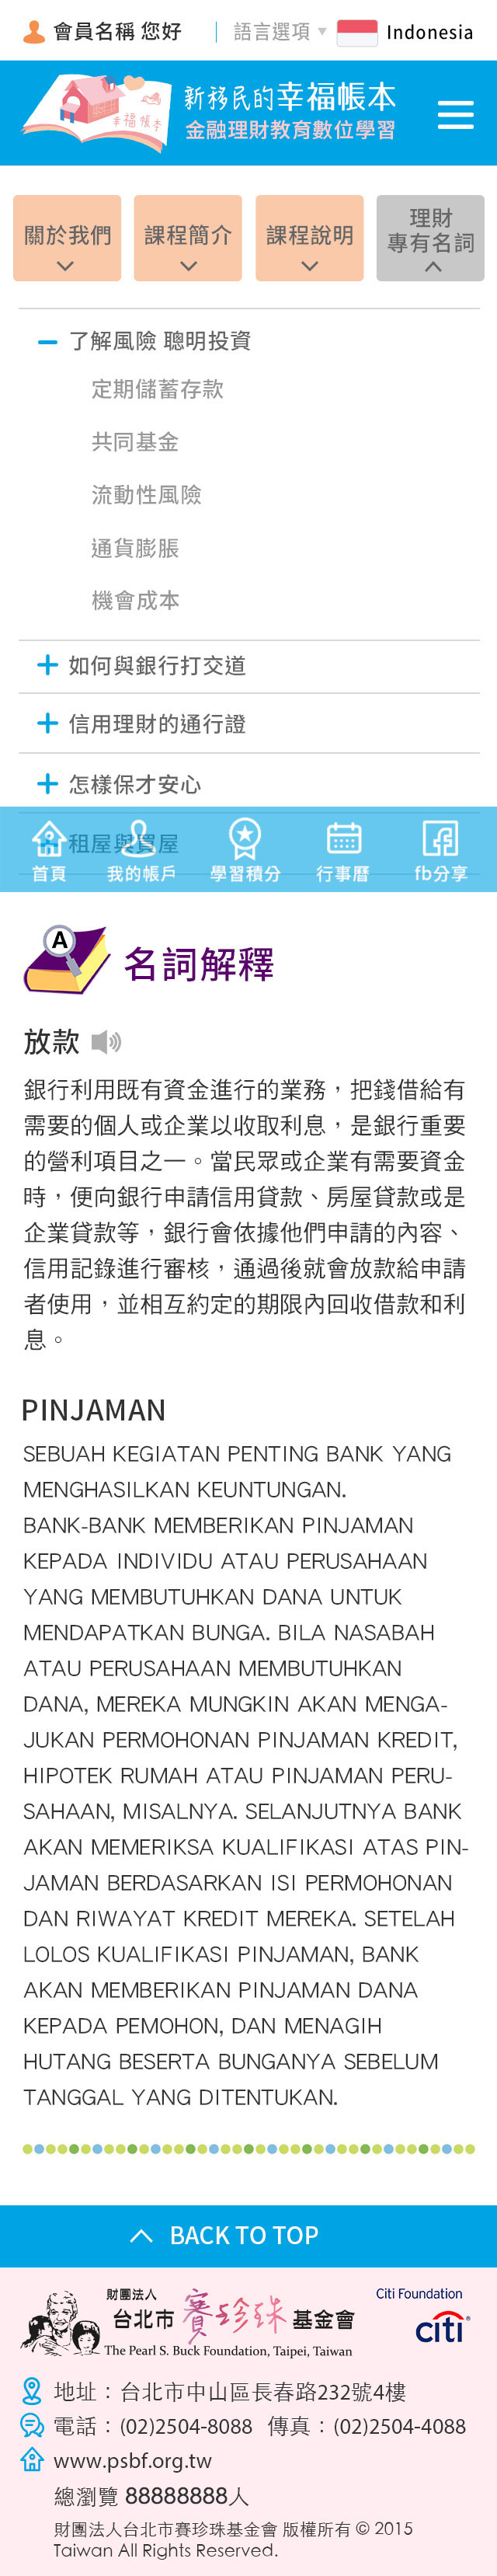 會員名稱 您好
語言選項
Indonesia
幸福帳本
新移民的幸福帳本
金融理財教育數位學習
關於我們
課程簡介
課程說明
理財
專有名詞
了解風險 聰明投資
定期儲蓄存款
共同基金
流動性風險
通貨膨脹
機會成本
如何與銀行打交道
信用理財的通行證
怎樣保才安心
租屋與買屋
首頁
我的帳戶
學習積分
行事曆
fb分享
A
名詞解釋
放款
銀行利用既有資金進行的業務，把錢借給有
需要的個人或企業以收取利息，是銀行重要
的營利項目之一。當民眾或企業有需要資金
時，便向銀行申請信用貸款、房屋貸款或是
企業貸款等，銀行會依據他們申請的內容、
信用記錄進行審核，通過後就會放款給申請
者使用，並相互約定的期限內回收借款和利
息。
PINJAMAN
SEBUAH KEGIATAN PENTING BANK YANG
MENGHASILKAN KEUNTUNGAN.
BANK-BANK MEMBERIKAN PINJAMAN
KEPADA INDIVIDU ATAU PERUSAHAAN
YANG MEMBUTUHKAN DANA UNTUK
MENDAPATKAN BUNGA. BILA NASABAH
ATAU PERUSAHAAN MEMBUTUHKAN
DANA, MEREKA MUNGKIN AKAN MENGA-
JUKAN PERMOHONAN PINJAMAN KREDIT,
HIPOTEK RUMAH ATAU PINJAMAN PERU-
SAHAAN, MISALNYA. SELANJUTNYA BANK
AKAN MEMERIKSA KUALIFIKASI ATAS PIN-
JAMAN BERDASARKAN ISI PERMOHONAN
DAN RIWAYAT KREDIT MEREKA. SETELAH
LOLOS KUALIFIKASI PINJAMAN, BANK
AKAN MEMBERIKAN PINJAMAN DANA
KEPADA PEMOHON, DAN MENAGIH
HUTANG BESERTA BUNGANYA SEBELUM
TANGGAL YANG DITENTUKAN.
BACK TO TOP
財團法人
台北市賽珍珠基金會
The Pearl S. Buck Foundation, Taipei, Taiwan
Citi Foundation
citi
地址：台北市中山區長春路232號4樓
電話：(02)2504-8088 傳真：(02)2504-4088
www.psbf.org.tw
總瀏覽 88888888人
財團法人台北市賽珍珠基金會 版權所有 © 2015
Taiwan All Rights Reserved.